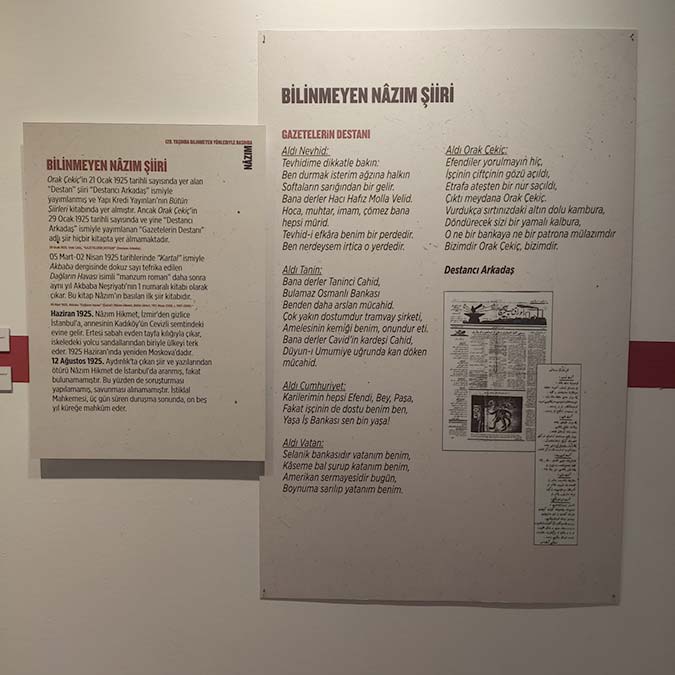 120. YAŞINDA BİLİNMEYEN YÖNLERİYLE BASINDA
NÂZIM
BİLİNMEYEN NÂZIM ŞİİRİ
Orak Çekiç'in 21 Ocak 1925 tarihli sayısında yer alan
"Destan" şiiri "Destancı Arkadaş" ismiyle
yayımlanmış ve Yapı Kredi Yayınları'nın Bütün
Şiirleri kitabında yer almıştır. Ancak Orak Çekiç'in
29 Ocak 1925 tarihli sayısında ve yine "Destancı
Arkadaş" ismiyle yayımlanan "Gazetelerin Destanı"
adlı şiir hiçbir kitapta yer almamaktadır.
05 Mart-02 Nisan 1925 tarihlerinde "Kartal" ismiyle
Akbaba dergisinde dokuz sayı tefrika edilen
Dağların Havası isimli "manzum roman" daha sonra
aynı yıl Akbaba Neşriyatı'nın 1 numaralı kitabı olarak
çıkar. Bu kitap Nâzım'ın basılan ilk şiir kitabıdır.
Haziran 1925. Nâzım Hikmet, İzmir'den gizlice
İstanbul'a, annesinin Kadıköy'ün Cevizli semtindeki
evine gelir. Ertesi sabah evden tayfa kılığıyla çıkar,
iskeledeki yolcu sandallarından biriyle ülkeyi terk
eder. 1925 Haziran'ında yeniden Moskova'dadır.
12 Ağustos 1925. Aydınlık'ta çıkan şiir ve yazılarından
ötürü Nâzım Hikmet de İstanbul'da aranmış, fakat
bulunamamıştır. Bu yüzden de soruşturması
yapılamamış, savunması alınamamıştır. İstiklal
Mahkemesi, üç gün süren duruşma sonunda, on beş
yıl küreğe mahkûm eder.
BİLİNMEYEN NÂZIM ŞİİRİ
GAZETELERİN DESTANI
Aldı Nevhid:
Tevhidime dikkatle bakın:
Ben durmak isterim ağzına halkın
Softaların sarığından bir gelir.
Bana derler Hacı Hafız Molla Velid.
Hoca, muhtar, imam, çömez bana
hepsi mürid.
Tevhid-i efkâra benim bir perdedir.
Ben nerdeysem irtica o yerdedir.
Aldı Tanin:
Bana derler Taninci Cahid,
Bulamaz Osmanlı Bankası
Benden daha arslan mücahid.
Çok yakın dostumdur tramvay şirketi,
Amelesinin kemiği benim, onundur eti.
Bana derler Cavid'in kardeşi Cahid,
Düyun-ı Umumiye uğrunda kan döken
mücahid.
Aldı Cumhuriyet:
Karilerimin hepsi Efendi, Bey, Paşa,
Fakat işçinin de dostu benim ben,
Yaşa İş Bankası sen bin yaşa!
Aldı Vatan:
Selanik bankasıdır vatanım benim,
Kâseme bal şurup katanım benim,
Amerikan sermayesidir bugün,
Boynuma sarılıp yatanım benim.
Aldı Orak Çekiç:
Efendiler yorulmayın hiç,
İşçinin çiftçinin gözü açıldı,
Etrafa ateşten bir nur saçıldı,
Çıktı meydana Orak Çekiç.
Vurdukça sırtınızdaki altın dolu kambura,
Döndürecek sizi bir yamalı kalbura,
O ne bir bankaya ne bir patrona mülazımdır
Bizimdir Orak Çekiç, bizimdir.
Destancı Arkadaş